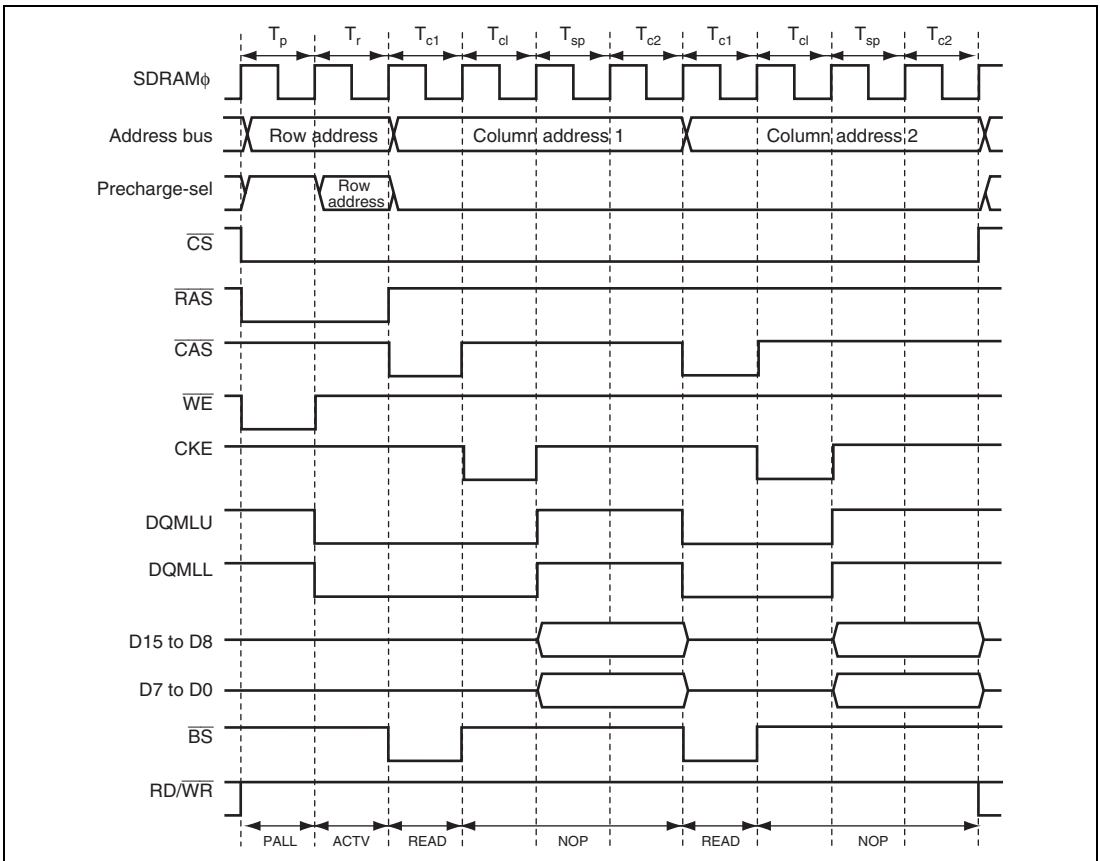 Tp Tr Tc1 Tcl Tsp Tc2 Tc1 Tcl Tsp Tc2
SDRAMφ
Address bus Row address Column address 1 Column address 2
Precharge-sel Row
address
CS
RAS
CAS
WE
CKE
DQMLU
DQMLL
D15 to D8
D7 to D0
BS
RD/WR
PALL ACTV READ NOP READ NOP